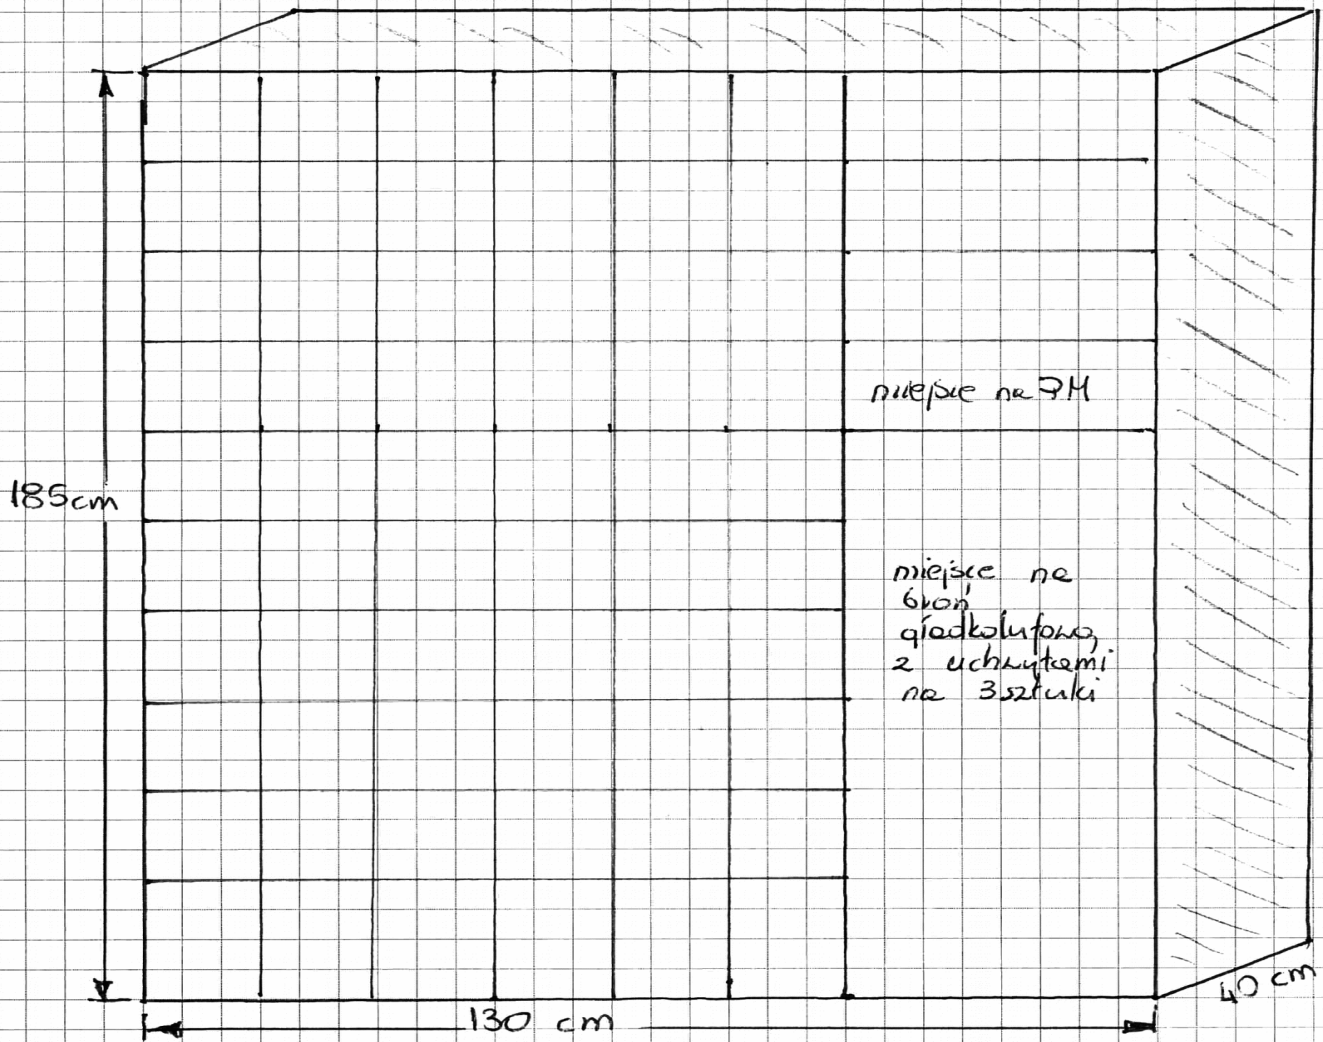 miejsce na PM
185cm
miejsce na
broń
gładkolufową
z uchwytami
na 3 sztuki
40 cm
130 cm